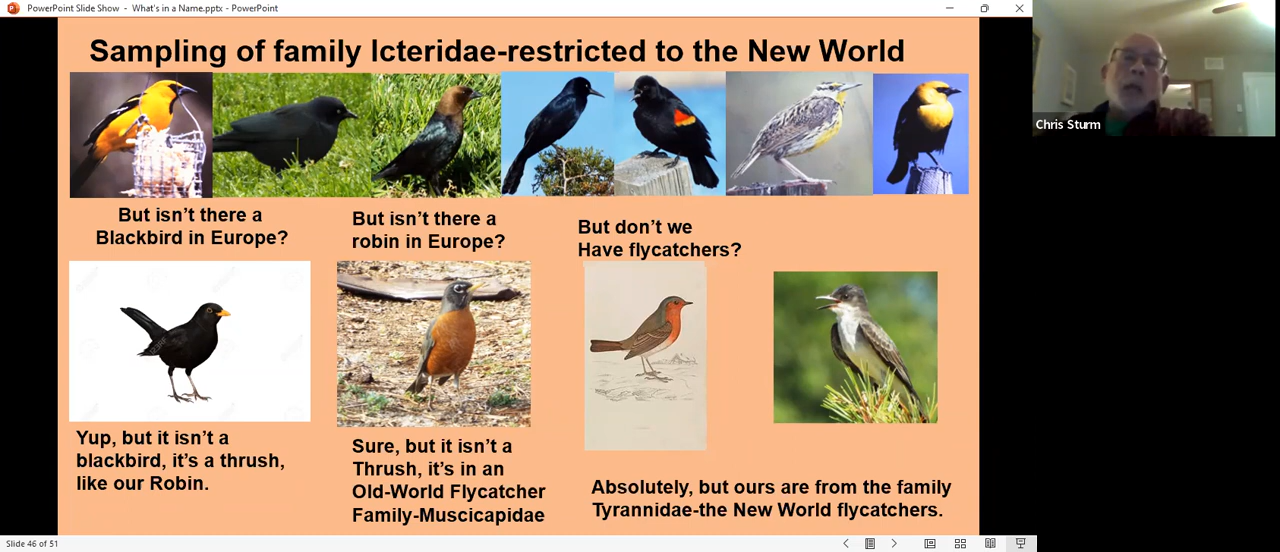 PowerPoint Slide Show - What's in a Name.pptx - PowerPoint
Sampling of family Icteridae-restricted to the New World
Chris Sturm
But isn't there a
Blackbird in Europe?
But isn't there a
robin in Europe?
But don't we
Have flycatchers?
Yup, but it isn't a
blackbird, it's a thrush,
like our Robin.
Sure, but it isn't a
Thrush, it's in an
Old-World Flycatcher
Family-Muscicapidae
Absolutely, but ours are from the family
Tyrannidae-the New World flycatchers.
Slide 46 of 51